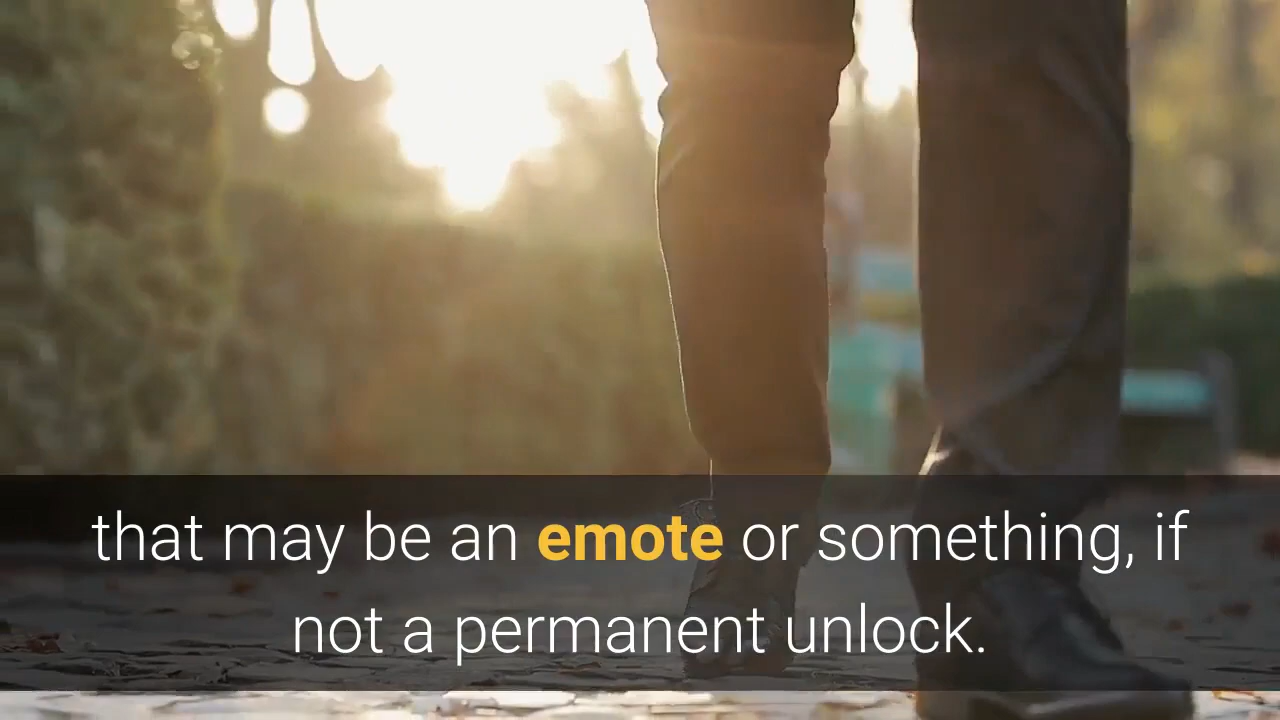 that may be an emote or something, if
not a permanent unlock.